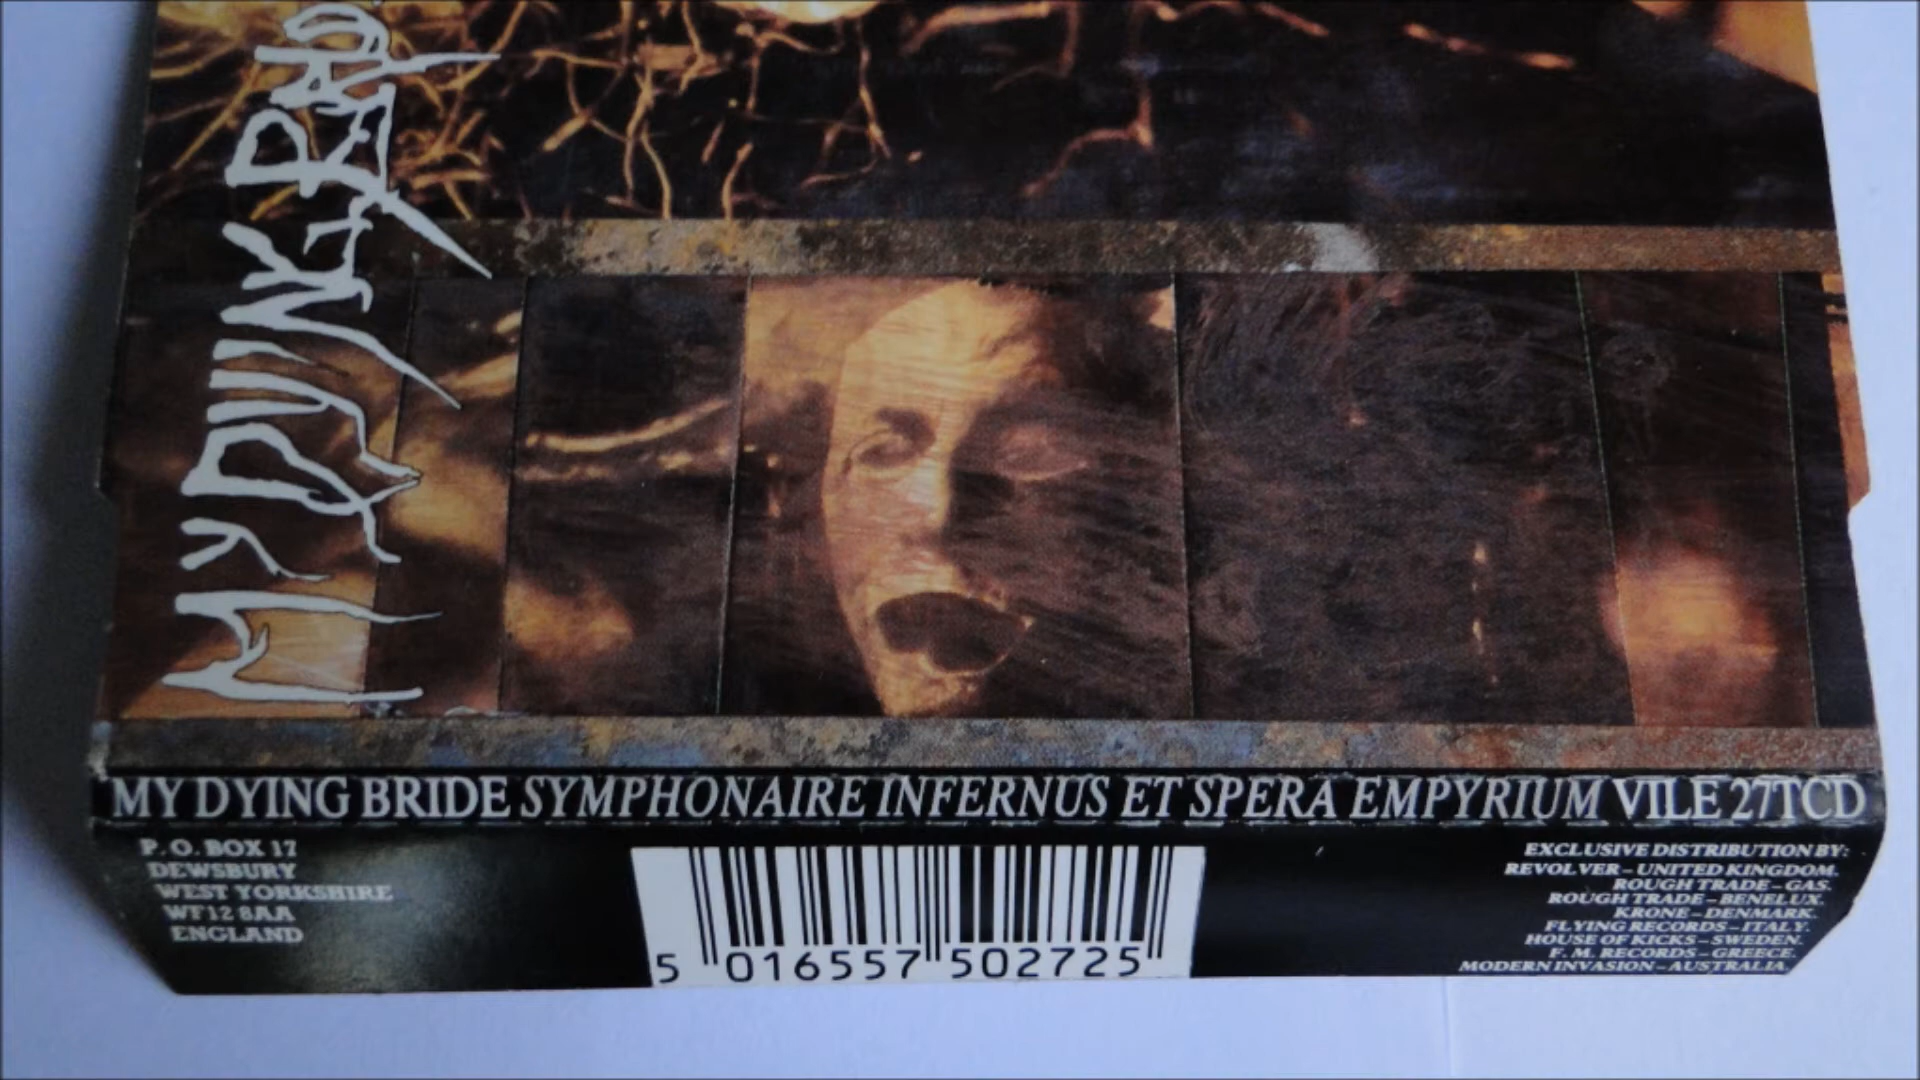 MY DYING BRIDE
MY DYING BRIDE SYMPHONAIRE INFERNUS ET SPERA EMPYRIUM VILE 27TCD
P.O. BOX 17
DEWSBURY
WEST YORKSHIRE
WF12 8AA
ENGLAND
5 016557 502725
EXCLUSIVE DISTRIBUTION BY:
REVOLVER – UNITED KINGDOM.
ROUGH TRADE – GAS.
ROUGH TRADE – BENELUX.
KRONE – DENMARK.
FLYING RECORDS – ITALY.
HOUSE OF KICKS – SWEDEN.
F. M. RECORDS – GREECE.
MODERN INVASION – AUSTRALIA.